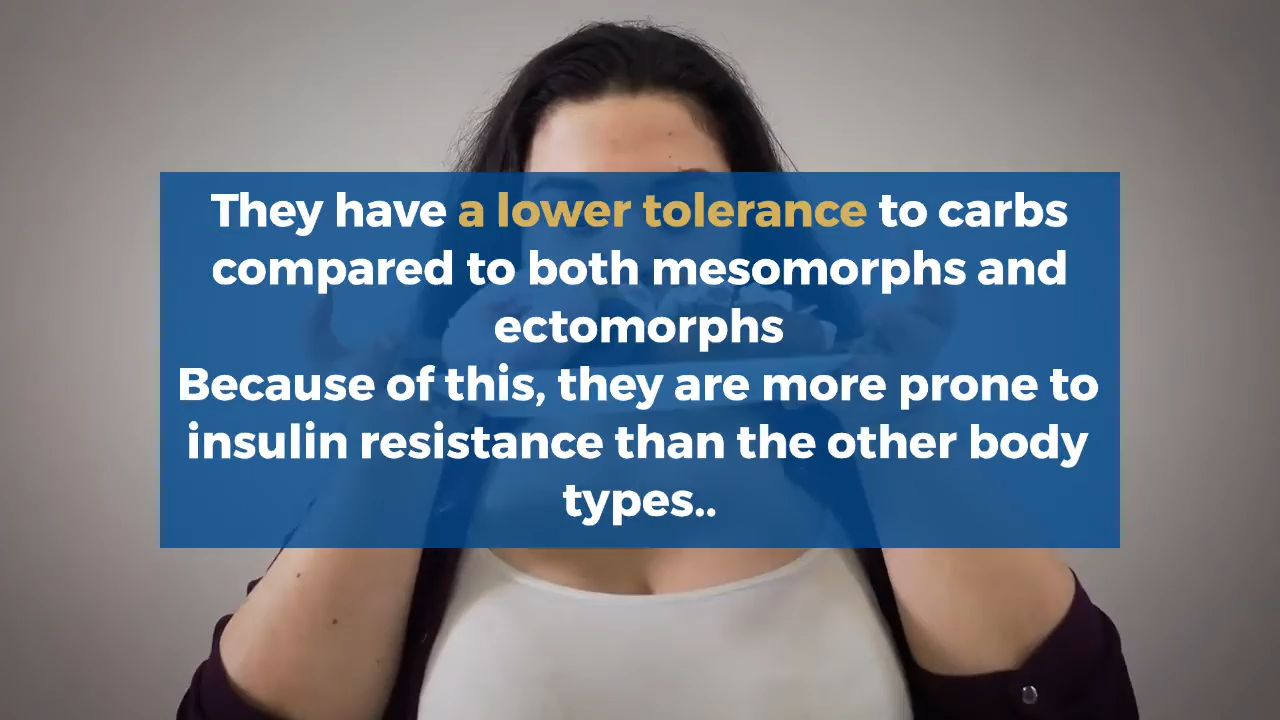 They have a lower tolerance to carbs
compared to both mesomorphs and
ectomorphs
Because of this, they are more prone to
insulin resistance than the other body
types..